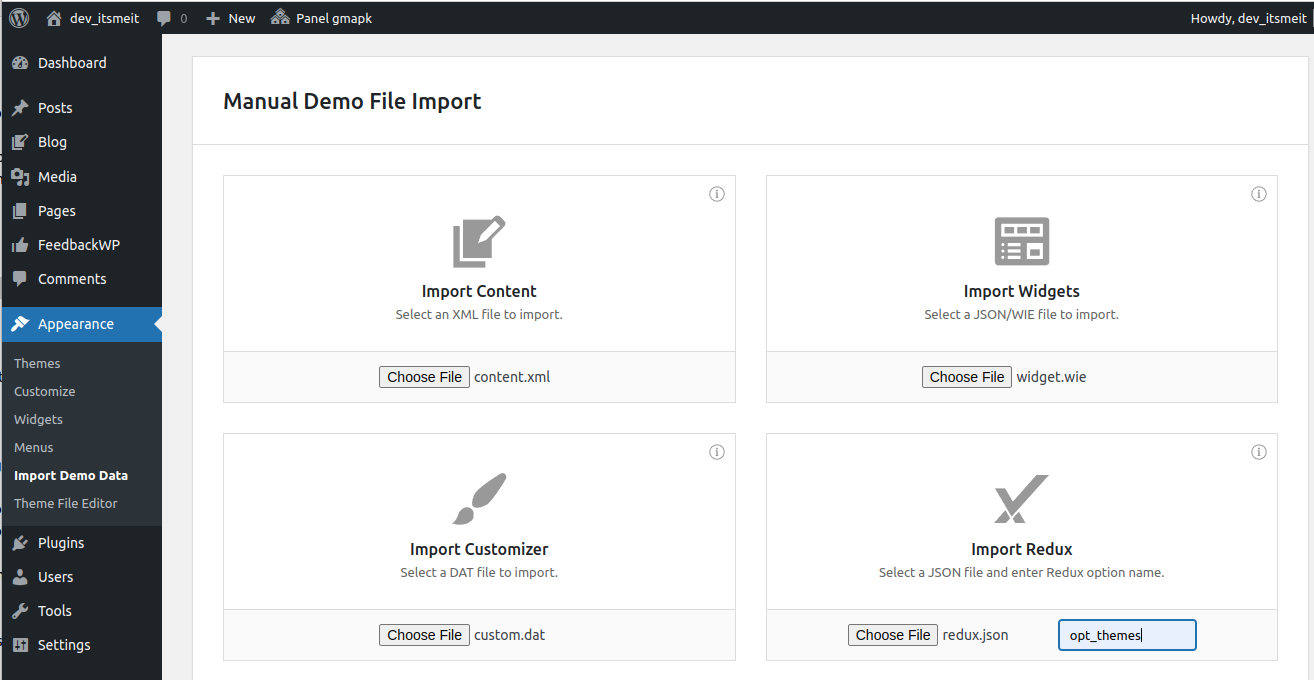 dev_itsmeit 0 New Panel gmapk Howdy, dev_itsmeit
Dashboard
Posts
Blog
Media
Pages
FeedbackWP
Comments
Appearance
Themes
Customize
Widgets
Menus
Import Demo Data
Theme File Editor
Plugins
Users
Tools
Settings
Manual Demo File Import
Import Content
Select an XML file to import.
Choose File content.xml
Import Widgets
Select a JSON/WIE file to import.
Choose File widget.wie
Import Customizer
Select a DAT file to import.
Choose File custom.dat
Import Redux
Select a JSON file and enter Redux option name.
Choose File redux.json opt_themes